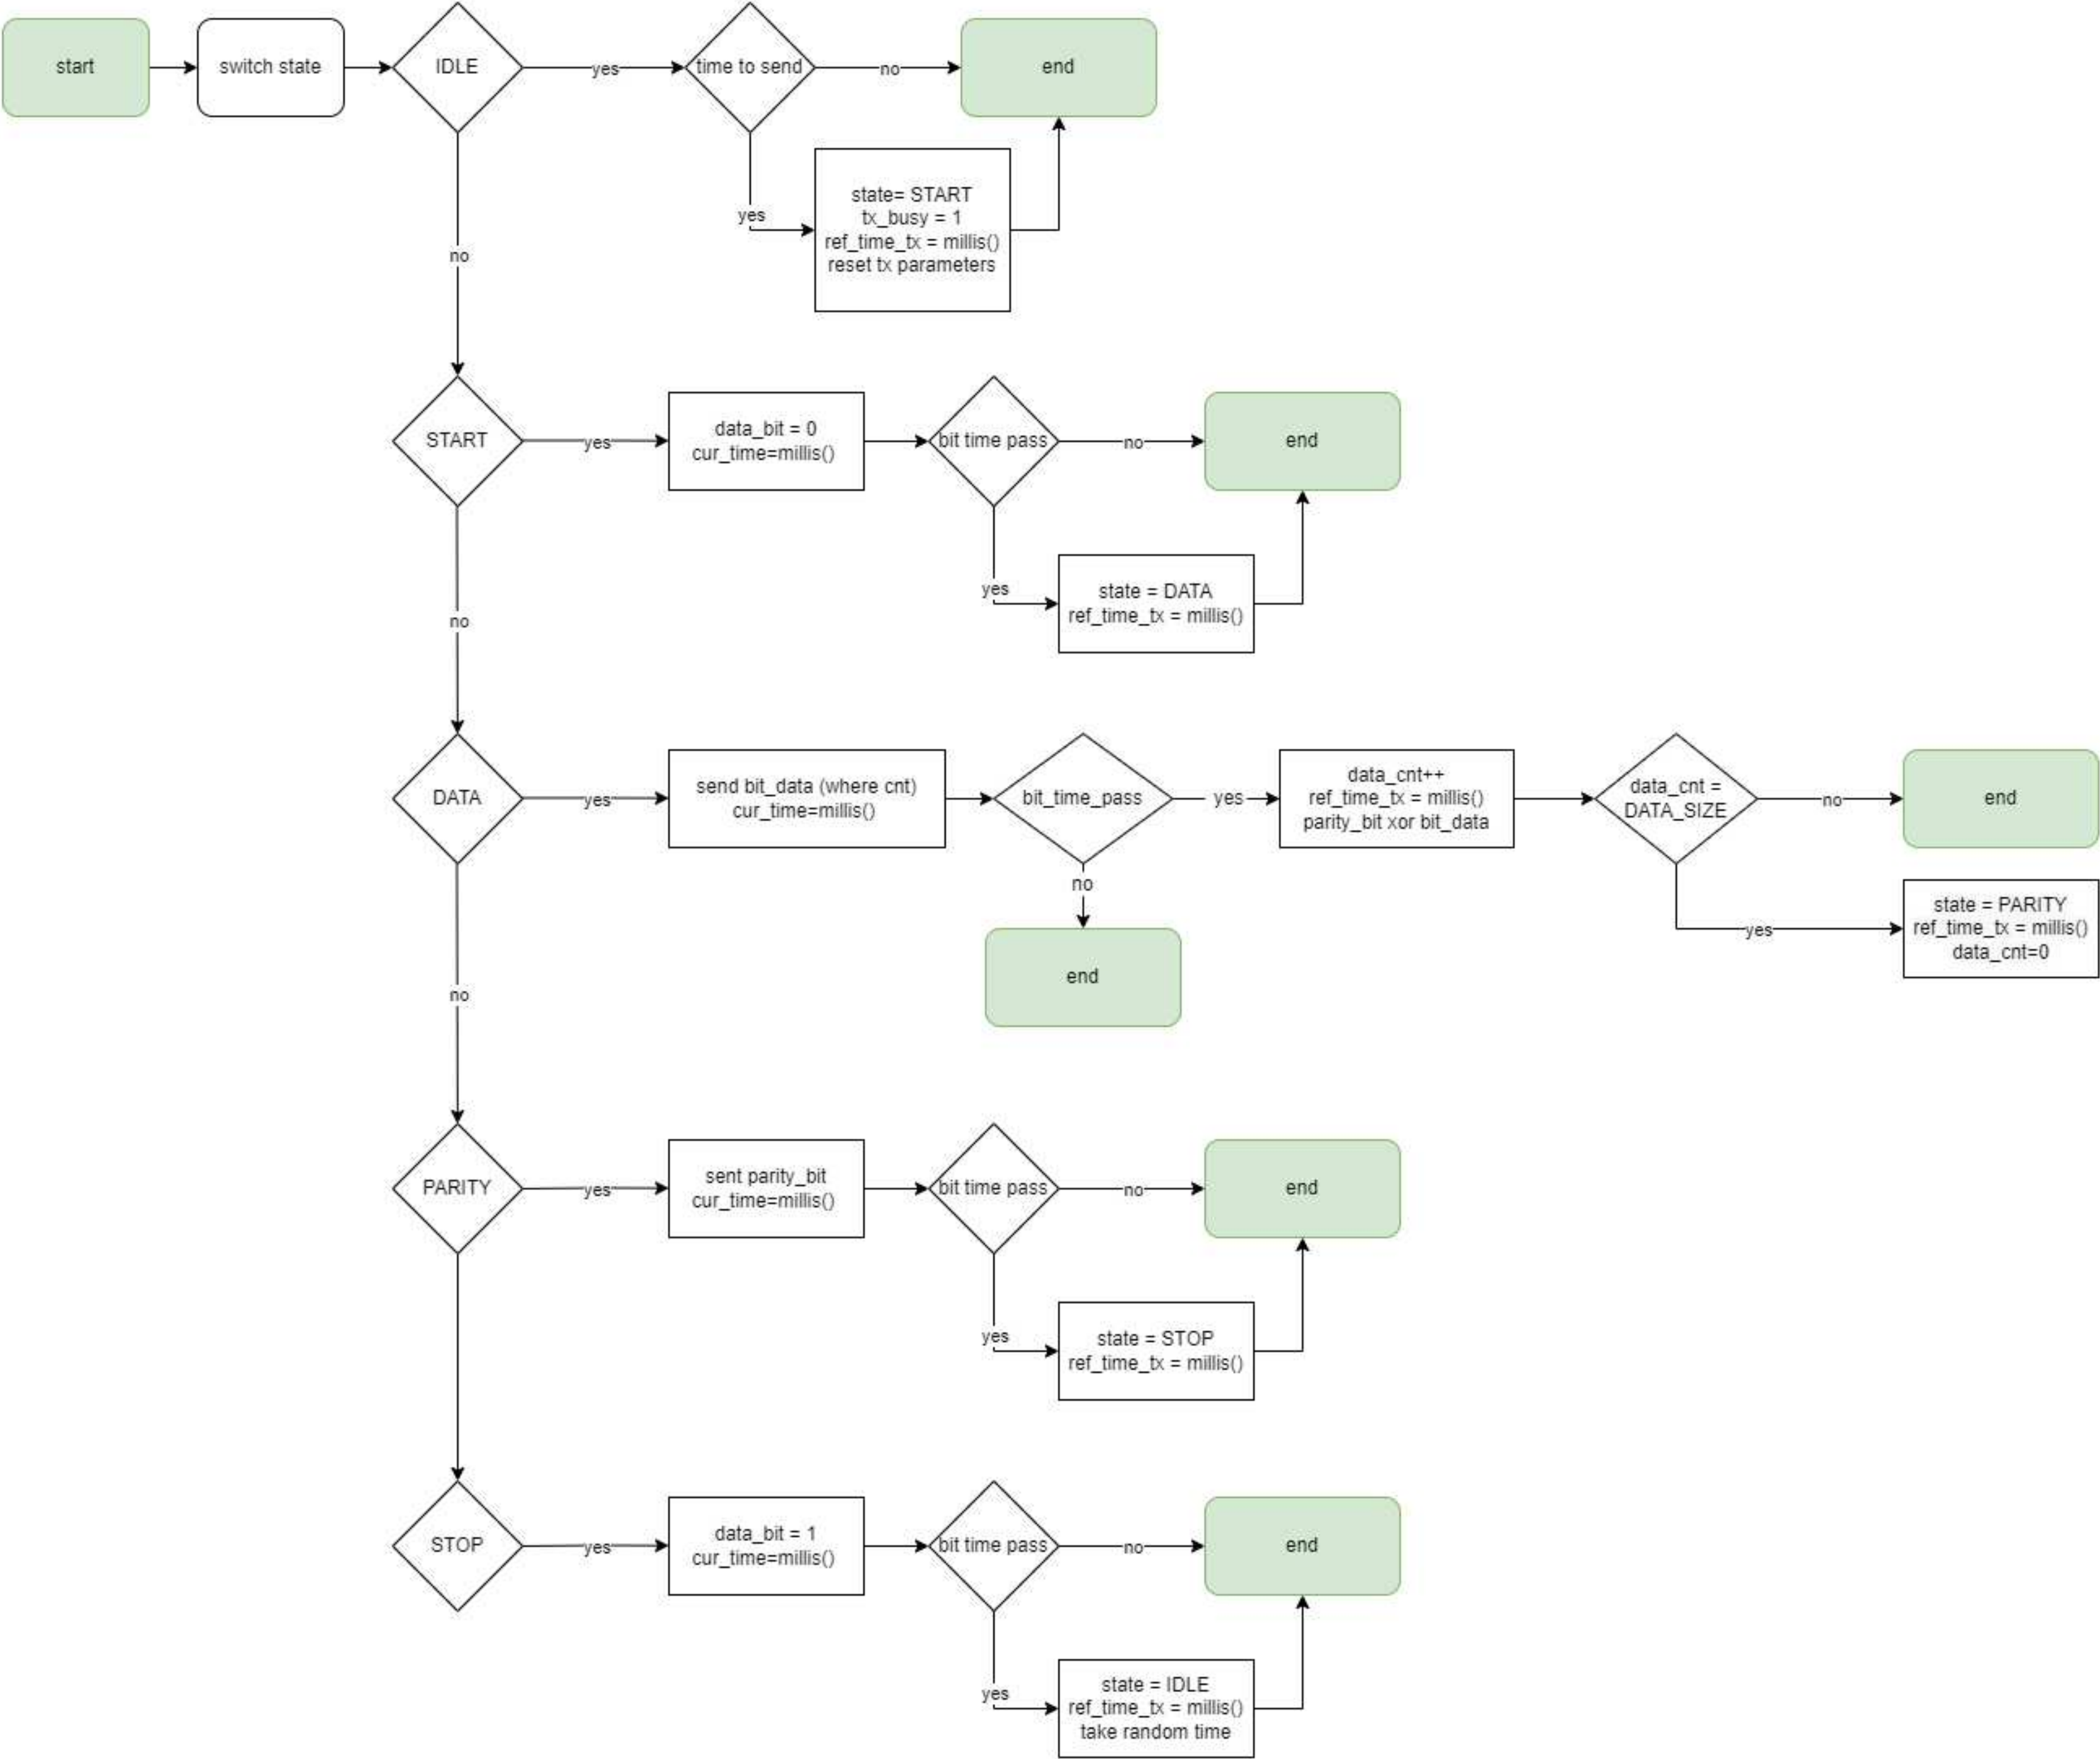 start
switch state
IDLE
yes
time to send
no
end
yes
state= START
tx_busy = 1
ref_time_tx = millis()
reset tx parameters
no
START
yes
data_bit = 0
cur_time=millis()
bit time pass
no
end
yes
state = DATA
ref_time_tx = millis()
no
DATA
yes
send bit_data (where cnt)
cur_time=millis()
bit_time_pass
yes
data_cnt++
ref_time_tx = millis()
parity_bit xor bit_data
data_cnt =
DATA_SIZE
no
end
no
end
yes
state = PARITY
ref_time_tx = millis()
data_cnt=0
no
PARITY
yes
sent parity_bit
cur_time=millis()
bit time pass
no
end
yes
state = STOP
ref_time_tx = millis()
STOP
yes
data_bit = 1
cur_time=millis()
bit time pass
no
end
yes
state = IDLE
ref_time_tx = millis()
take random time